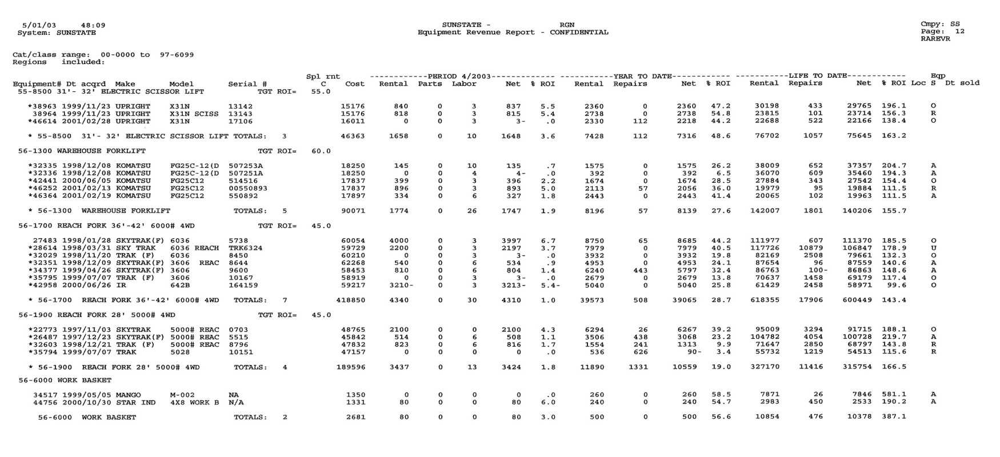 5/01/03 48:09 SUNSTATE - RGN Cmpy: SS
System: SUNSTATE Equipment Revenue Report - CONFIDENTIAL Page: 12
RAREVR
Cat/class range: 00-0000 to 97-6099
Regions included:
Spl rnt ------------PERIOD 4/2003------------ -----------YEAR TO DATE------------ -----------LIFE TO DATE------------ Eqp
Equipment# Dt acqrd Make Model Serial # C Cost Rental Parts Labor Net % ROI Rental Repairs Net % ROI Rental Repairs Net % ROI Loc S Dt sold
55-8500 31'- 32' ELECTRIC SCISSOR LIFT TGT ROI= 55.0
*38963 1999/11/23 UPRIGHT X31N 13142 15176 840 0 3 837 5.5 2360 0 2360 47.2 30198 433 29765 196.1 O
38964 1999/11/23 UPRIGHT X31N SCISS 13143 15176 818 0 3 815 5.4 2738 0 2738 54.8 23815 101 23714 156.3 R
*46614 2001/02/28 UPRIGHT X31N 17106 16011 0 0 3 3- .0 2330 112 2218 44.2 22688 522 22166 138.4 O
* 55-8500 31'- 32' ELECTRIC SCISSOR LIFT TOTALS: 3 46363 1658 0 10 1648 3.6 7428 112 7316 48.6 76702 1057 75645 163.2
56-1300 WAREHOUSE FORKLIFT TGT ROI= 60.0
*32335 1998/12/08 KOMATSU FG25C-12(D 507253A 18250 145 0 10 135 .7 1575 0 1575 26.2 38009 652 37357 204.7 A
*32336 1998/12/08 KOMATSU FG25C-12(D 507251A 18250 0 0 4 4- .0 392 0 392 6.5 36070 609 35460 194.3 A
*42441 2000/06/05 KOMATSU FG25C12 514516 17837 399 0 3 396 2.2 1674 0 1674 28.5 27884 343 27542 154.4 O
*46252 2001/02/13 KOMATSU FG25C12 00550893 17837 896 0 3 893 5.0 2113 57 2056 36.0 19979 95 19884 111.5 R
*46364 2001/02/19 KOMATSU FG25C12 550892 17897 334 0 6 327 1.8 2443 0 2443 41.4 20065 102 19963 111.5 A
* 56-1300 WAREHOUSE FORKLIFT TOTALS: 5 90071 1774 0 26 1747 1.9 8196 57 8139 27.6 142007 1801 140206 155.7
56-1700 REACH FORK 36'-42' 6000# 4WD TGT ROI= 45.0
27483 1998/01/28 SKYTRAK(F) 6036 5738 60054 4000 0 3 3997 6.7 8750 65 8685 44.2 111977 607 111370 185.5 O
*28614 1998/03/31 SKY TRAK 6036 REACH TRK6324 59729 2200 0 3 2197 3.7 7979 0 7979 40.5 117726 10879 106847 178.9 U
*32029 1998/11/20 TRAK (F) 6036 8450 60210 0 0 3 3- .0 3932 0 3932 19.8 82169 2508 79661 132.3 O
*32351 1998/12/09 SKYTRAK(F) 3606 REAC 8644 62268 540 0 6 534 .9 4953 0 4953 24.1 87654 96 87559 140.6 A
*34377 1999/04/26 SKYTRAK(F) 3606 9600 58453 810 0 6 804 1.4 6240 443 5797 32.4 86763 100- 86863 148.6 A
*35795 1999/07/07 TRAK (F) 3606 10167 58919 0 0 3 3- .0 2679 0 2679 13.8 70637 1458 69179 117.4 O
*42958 2000/06/26 IR 642B 164159 59217 3210- 0 3 3213- 5.4- 5040 0 5040 25.8 61429 2458 58971 99.6 O
* 56-1700 REACH FORK 36'-42' 6000# 4WD TOTALS: 7 418850 4340 0 30 4310 1.0 39573 508 39065 28.7 618355 17906 600449 143.4
56-1900 REACH FORK 28' 5000# 4WD TGT ROI= 45.0
*22773 1997/11/03 SKYTRAK 5000# REAC 0703 48765 2100 0 0 2100 4.3 6294 26 6267 39.2 95009 3294 91715 188.1 O
*26487 1997/12/23 SKYTRAK(F) 5000# REAC 5515 45842 514 0 6 508 1.1 3506 438 3068 23.2 104782 4054 100728 219.7 A
*32603 1998/12/21 TRAK (F) 5000# REAC 8796 47832 823 0 6 816 1.7 1554 241 1313 9.9 71647 2850 68797 143.8 R
*35794 1999/07/07 TRAK 5028 10151 47157 0 0 0 0 .0 536 626 90- 3.4 55732 1219 54513 115.6 R
* 56-1900 REACH FORK 28' 5000# 4WD TOTALS: 4 189596 3437 0 13 3424 1.8 11890 1331 10559 19.0 327170 11416 315754 166.5
56-6000 WORK BASKET
34517 1999/05/05 MANGO M-002 NA 1350 0 0 0 0 .0 260 0 260 58.5 7871 26 7846 581.1 A
44756 2000/10/30 STAR IND 4X8 WORK B N/A 1331 80 0 0 80 6.0 240 0 240 54.7 2983 450 2533 190.2 A
56-6000 WORK BASKET TOTALS: 2 2681 80 0 0 80 3.0 500 0 500 56.6 10854 476 10378 387.1